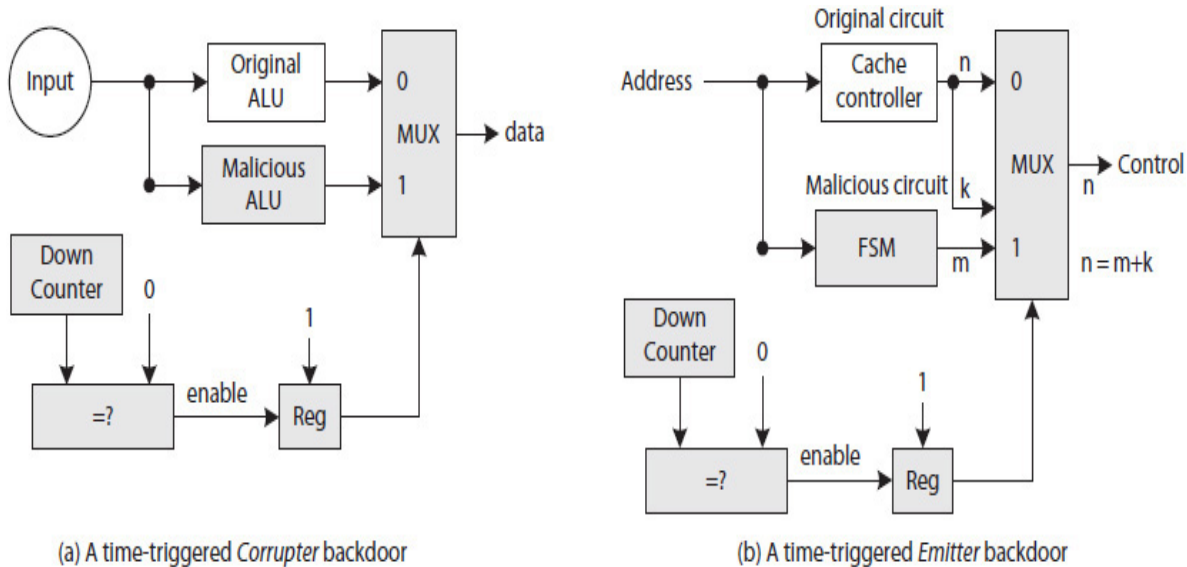 Input
Original
ALU
Malicious
ALU
0
MUX
1
data
Down
Counter
0
=?
enable
1
Reg
(a) A time-triggered Corrupter backdoor
Original circuit
Address
Cache
controller
n
0
MUX
Control
n
Malicious circuit
k
FSM
m
1
n = m+k
Down
Counter
0
=?
enable
1
Reg
(b) A time-triggered Emitter backdoor